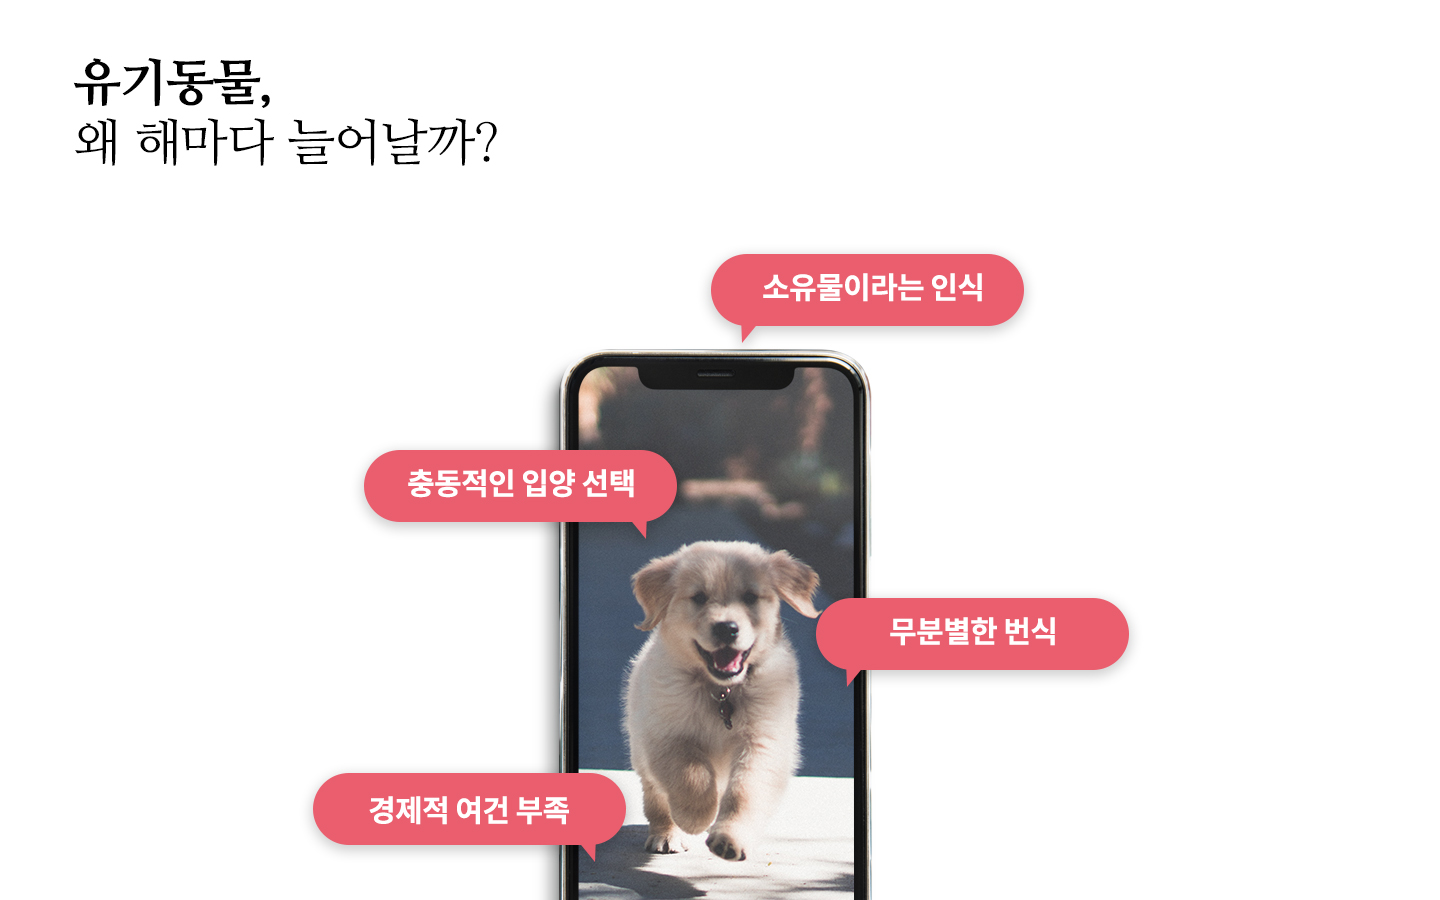 유기동물,
왜 해마다 늘어날까?
소유물이라는 인식
충동적인 입양 선택
무분별한 번식
경제적 여건 부족